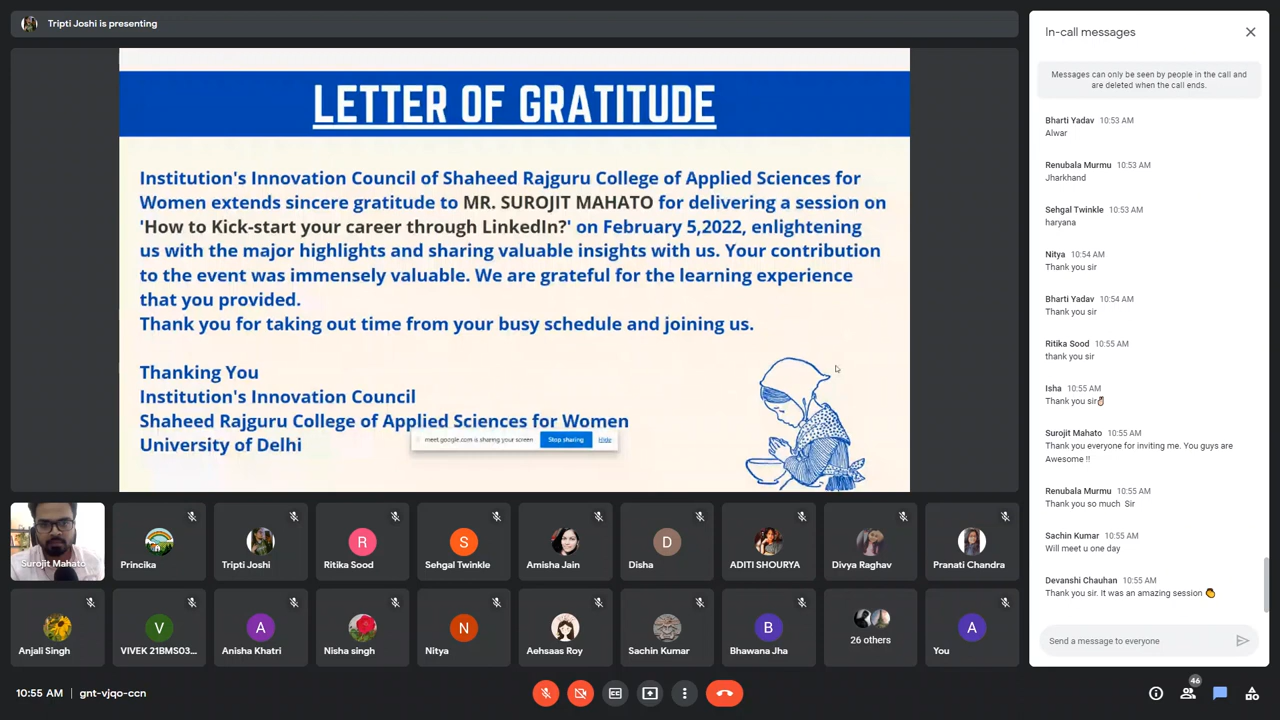 Tripti Joshi is presenting
LETTER OF GRATITUDE
Institution's Innovation Council of Shaheed Rajguru College of Applied Sciences for
Women extends sincere gratitude to MR. SUROJIT MAHATO for delivering a session on
'How to Kick-start your career through LinkedIn?' on February 5,2022, enlightening
us with the major highlights and sharing valuable insights with us. Your contribution
to the event was immensely valuable. We are grateful for the learning experience
that you provided.
Thank you for taking out time from your busy schedule and joining us.
Thanking You
Institution's Innovation Council
Shaheed Rajguru College of Applied Sciences for Women
University of Delhi
meet.google.com is sharing your screen Stop sharing Hide
Surojit Mahato
Princika
Tripti Joshi
R
Ritika Sood
S
Sehgal Twinkle
Amisha Jain
D
Disha
ADITI SHOURYA
Divya Raghav
Pranati Chandra
Anjali Singh
V
VIVEK 21BMS03...
A
Anisha Khatri
Nisha singh
N
Nitya
Aehsaas Roy
Sachin Kumar
B
Bhawana Jha
26 others
A
You
10:55 AM | gnt-vjqo-ccn
46
In-call messages
Messages can only be seen by people in the call and
are deleted when the call ends.
Bharti Yadav 10:53 AM
Alwar
Renubala Murmu 10:53 AM
Jharkhand
Sehgal Twinkle 10:53 AM
haryana
Nitya 10:54 AM
Thank you sir
Bharti Yadav 10:54 AM
Thank you sir
Ritika Sood 10:55 AM
thank you sir
Isha 10:55 AM
Thank you sir✌🏻
Surojit Mahato 10:55 AM
Thank you everyone for inviting me. You guys are
Awesome !!
Renubala Murmu 10:55 AM
Thank you so much Sir
Sachin Kumar 10:55 AM
Will meet u one day
Devanshi Chauhan 10:55 AM
Thank you sir. It was an amazing session 👏
Send a message to everyone